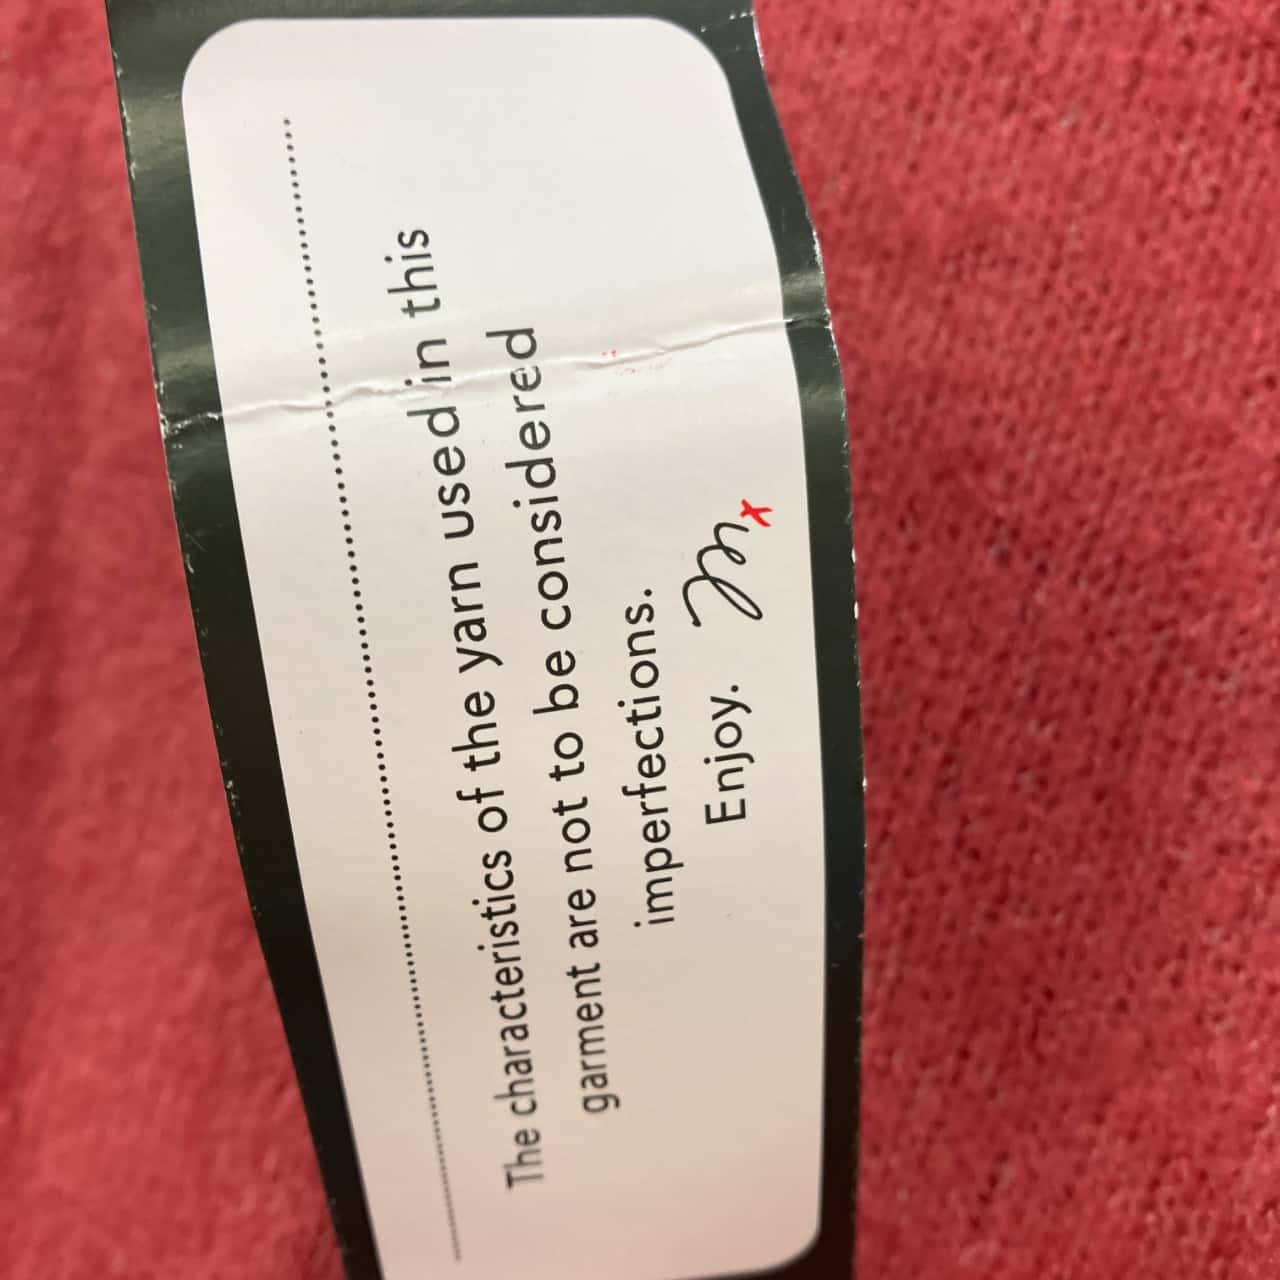 The characteristics of the yarn used in this
garment are not to be considered
imperfections.
Enjoy. m x